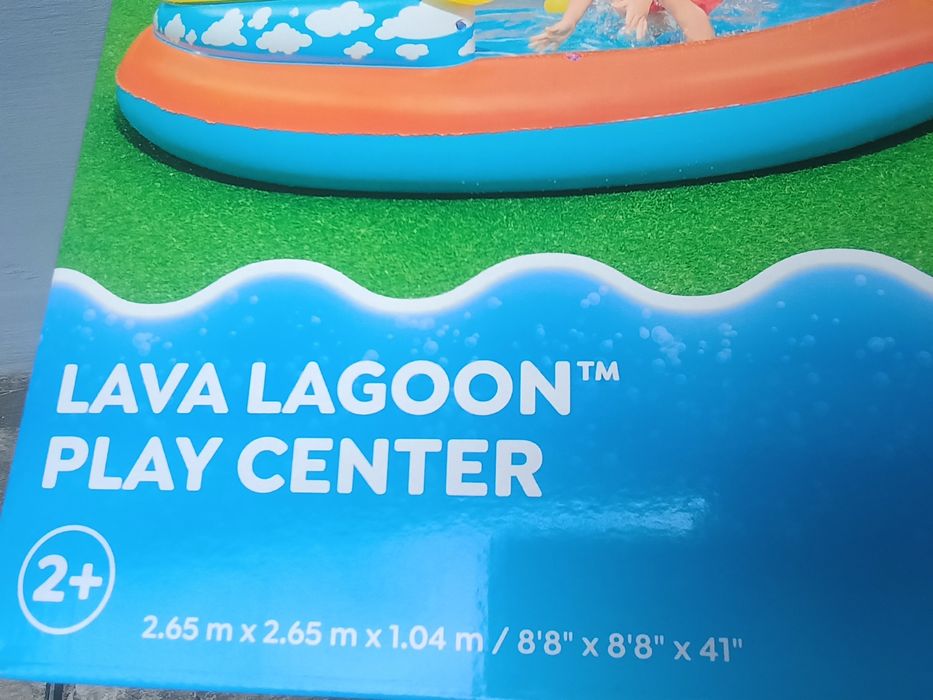 LAVA LAGOON™
PLAY CENTER
2+
2.65 m x 2.65 m x 1.04 m / 8'8" x 8'8" x 41"